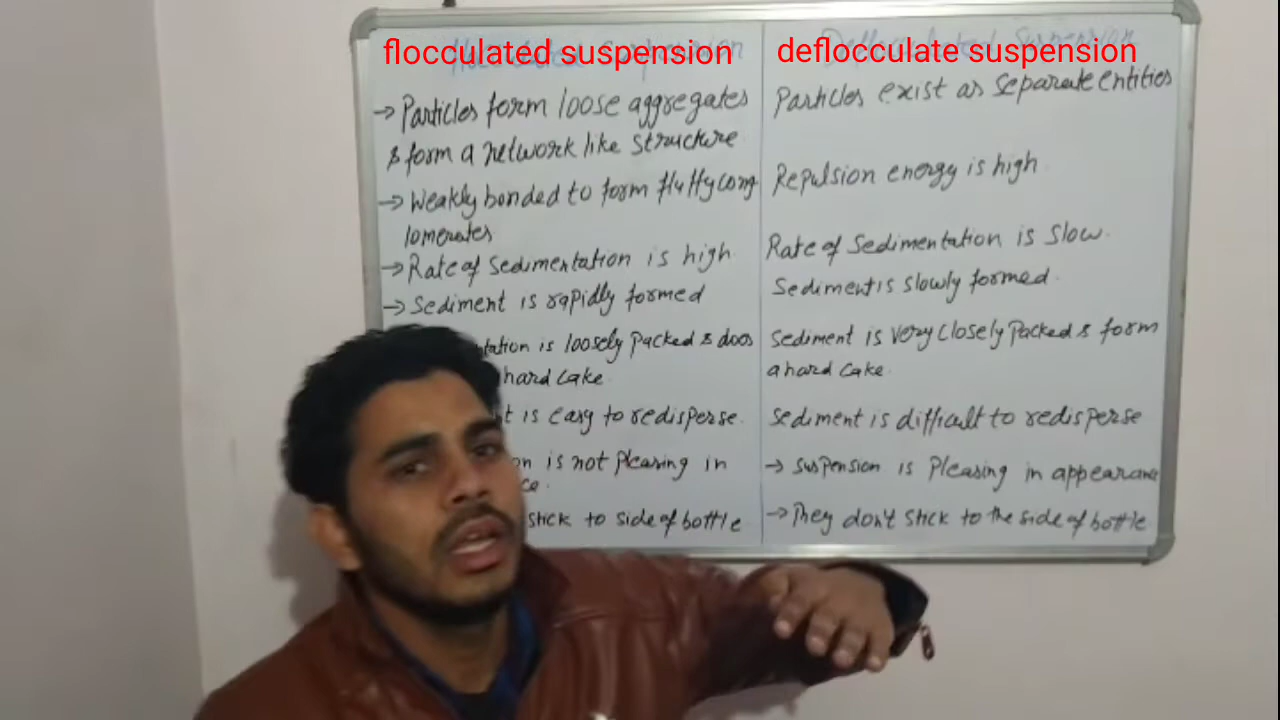 flocculated suspension
→ Particles form loose aggregates
& form a network like structure
→ Weakly bonded to form fluffy cong
lomerates
→ Rate of sedimentation is high
→ Sediment is rapidly formed
tation is loosely packed & does
hard cake
t is easy to redisperse.
on is not pleasing in
ce.
stick to side of bottle
deflocculate suspension
Particles exist as separate entities
Repulsion energy is high
Rate of sedimentation is slow.
Sediment is slowly formed.
Sediment is very closely packed & form
a hard cake
Sediment is difficult to redisperse
→ suspension is pleasing in appearance
→ They don't stick to the side of bottle